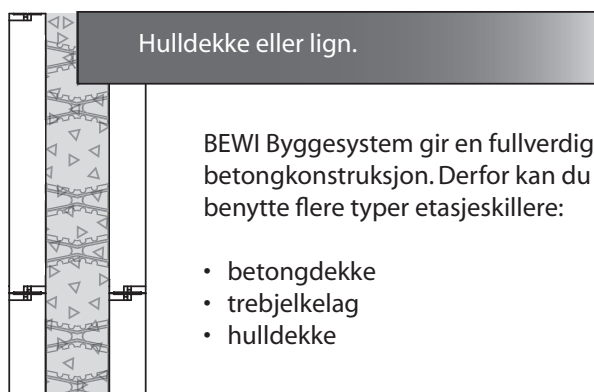 Hulldekke eller lign.
BEWI Byggesystem gir en fullverdig
betongkonstruksjon. Derfor kan du
benytte flere typer etasjeskillere:
• betongdekke
• trebjelkelag
• hulldekke